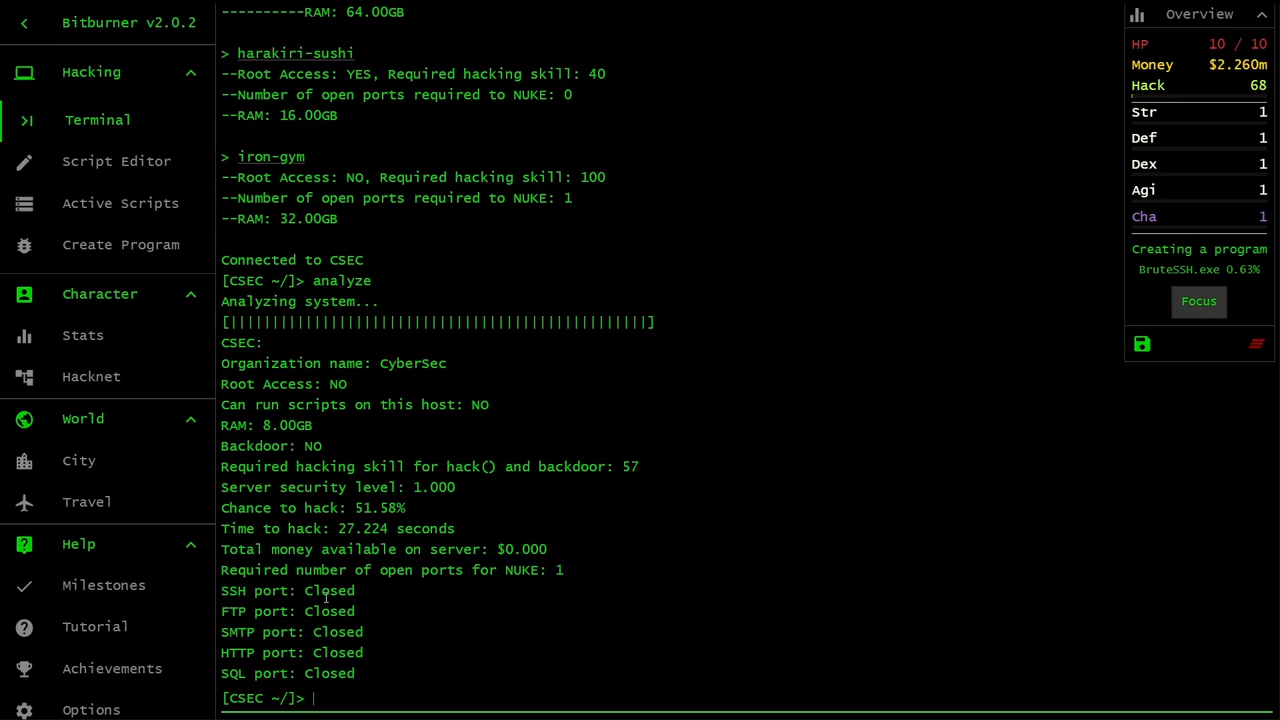 Bitburner v2.0.2
Hacking
Terminal
Script Editor
Active Scripts
Create Program
Character
Stats
Hacknet
World
City
Travel
Help
Milestones
Tutorial
Achievements
Options
----------RAM: 64.00GB
> harakiri-sushi
--Root Access: YES, Required hacking skill: 40
--Number of open ports required to NUKE: 0
--RAM: 16.00GB
> iron-gym
--Root Access: NO, Required hacking skill: 100
--Number of open ports required to NUKE: 1
--RAM: 32.00GB
Connected to CSEC
[CSEC ~/]> analyze
Analyzing system...
[||||||||||||||||||||||||||||||||||||||||||||||||||]
CSEC:
Organization name: CyberSec
Root Access: NO
Can run scripts on this host: NO
RAM: 8.00GB
Backdoor: NO
Required hacking skill for hack() and backdoor: 57
Server security level: 1.000
Chance to hack: 51.58%
Time to hack: 27.224 seconds
Total money available on server: $0.000
Required number of open ports for NUKE: 1
SSH port: Closed
FTP port: Closed
SMTP port: Closed
HTTP port: Closed
SQL port: Closed
[CSEC ~/]>
Overview
HP 10 / 10
Money $2.260m
Hack 68
Str 1
Def 1
Dex 1
Agi 1
Cha 1
Creating a program
BruteSSH.exe 0.63%
Focus